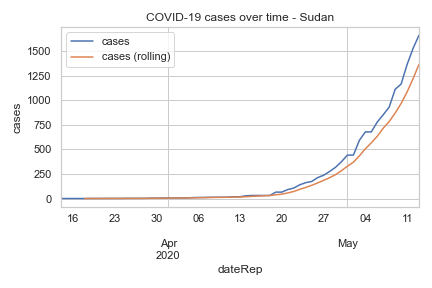 COVID-19 cases over time - Sudan
cases
cases (rolling)
cases
1500
1250
1000
750
500
250
0
16 23 30 06 13 20 27 04 11
Apr May
2020
dateRep